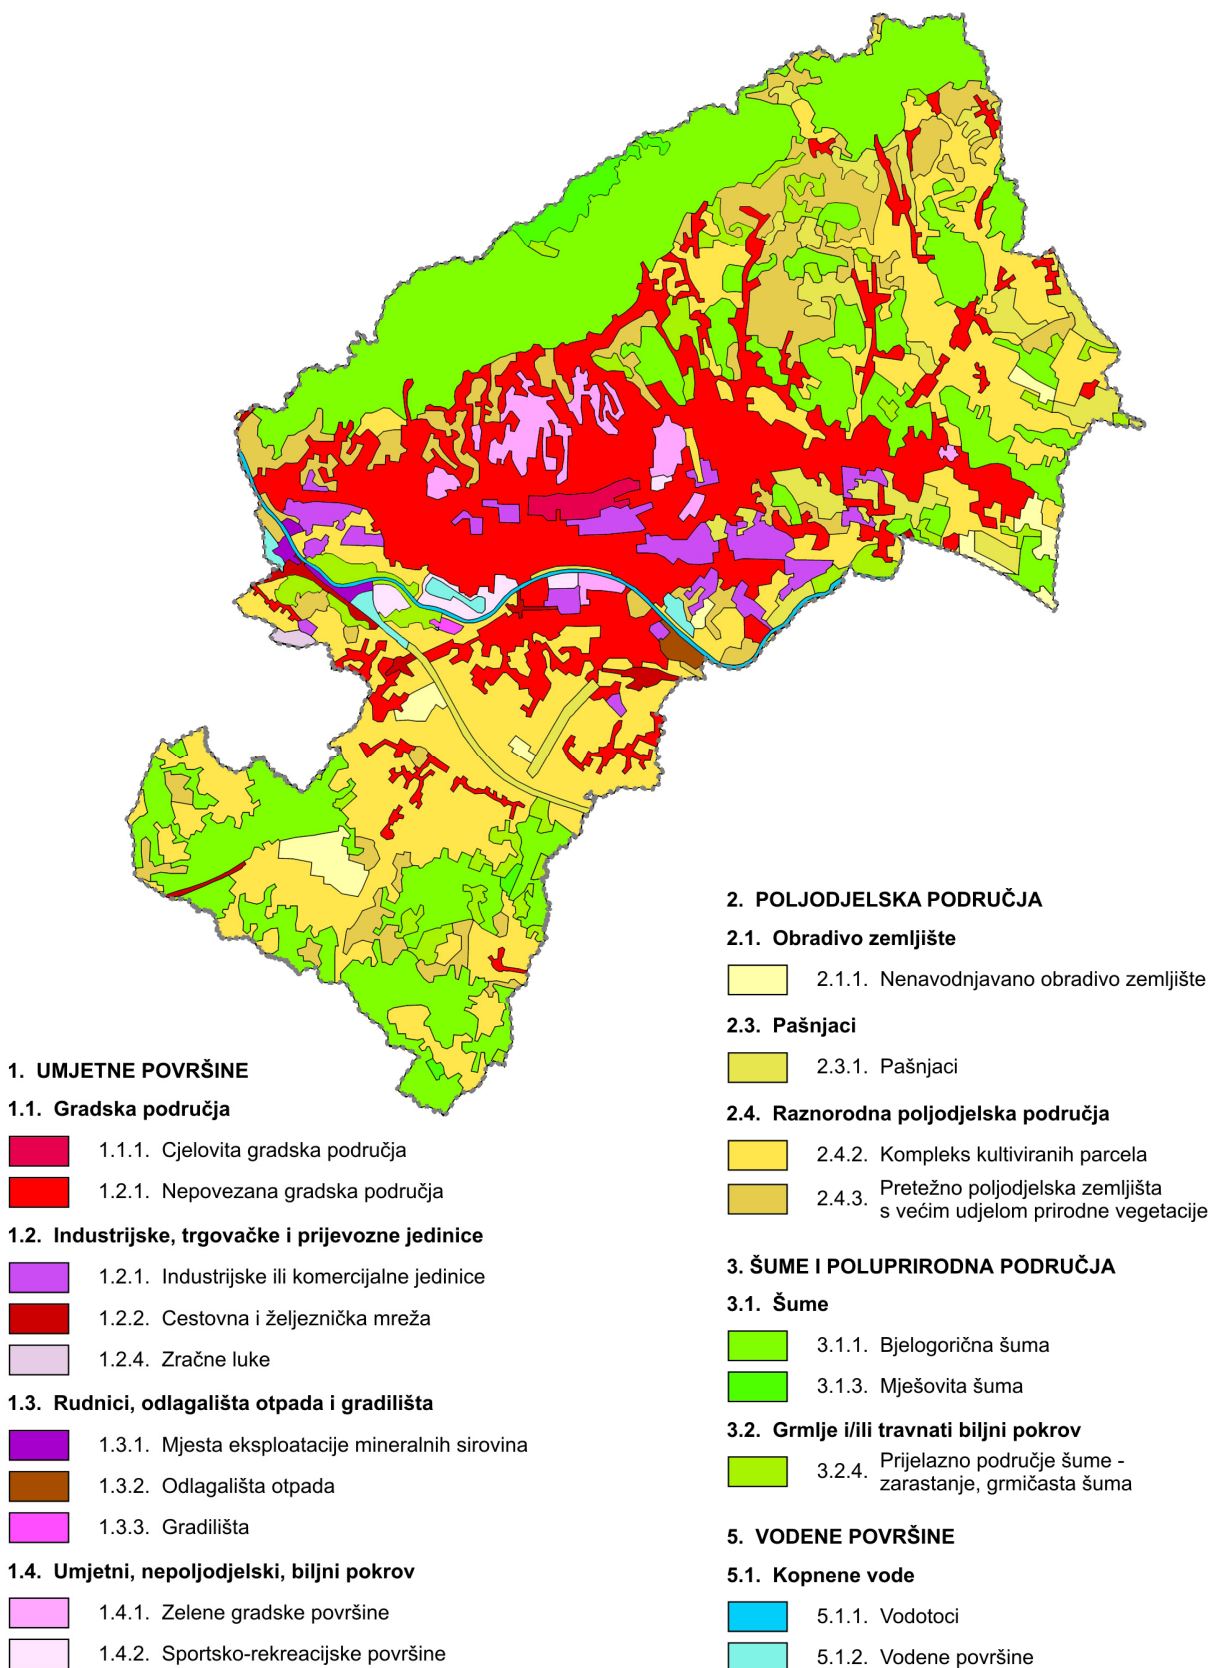 1. UMJETNE POVRŠINE
1.1. Gradska područja
1.1.1. Cjelovita gradska područja
1.2.1. Nepovezana gradska područja
1.2. Industrijske, trgovačke i prijevozne jedinice
1.2.1. Industrijske ili komercijalne jedinice
1.2.2. Cestovna i željeznička mreža
1.2.4. Zračne luke
1.3. Rudnici, odlagališta otpada i gradilišta
1.3.1. Mjesta eksploatacije mineralnih sirovina
1.3.2. Odlagališta otpada
1.3.3. Gradilišta
1.4. Umjetni, nepoljodjelski, biljni pokrov
1.4.1. Zelene gradske površine
1.4.2. Sportsko-rekreacijske površine
2. POLJODJELSKA PODRUČJA
2.1. Obradivo zemljište
2.1.1. Nenavodnjavano obradivo zemljište
2.3. Pašnjaci
2.3.1. Pašnjaci
2.4. Raznorodna poljodjelska područja
2.4.2. Kompleks kultiviranih parcela
2.4.3. Pretežno poljodjelska zemljišta
s većim udjelom prirodne vegetacije
3. ŠUME I POLUPRIRODNA PODRUČJA
3.1. Šume
3.1.1. Bjelogorična šuma
3.1.3. Mješovita šuma
3.2. Grmlje i/ili travnati biljni pokrov
3.2.4. Prijelazno područje šume -
zarastanje, grmičasta šuma
5. VODENE POVRŠINE
5.1. Kopnene vode
5.1.1. Vodotoci
5.1.2. Vodene površine